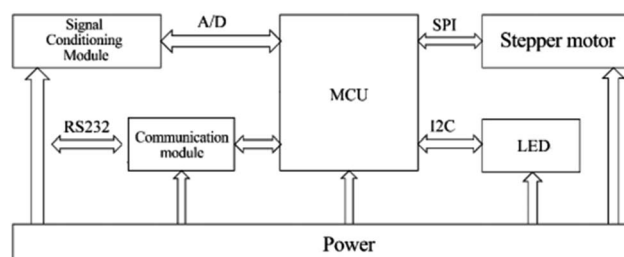 Signal
Conditioning
Module
A/D
MCU
SPI
Stepper motor
RS232
Communication
module
I2C
LED
Power